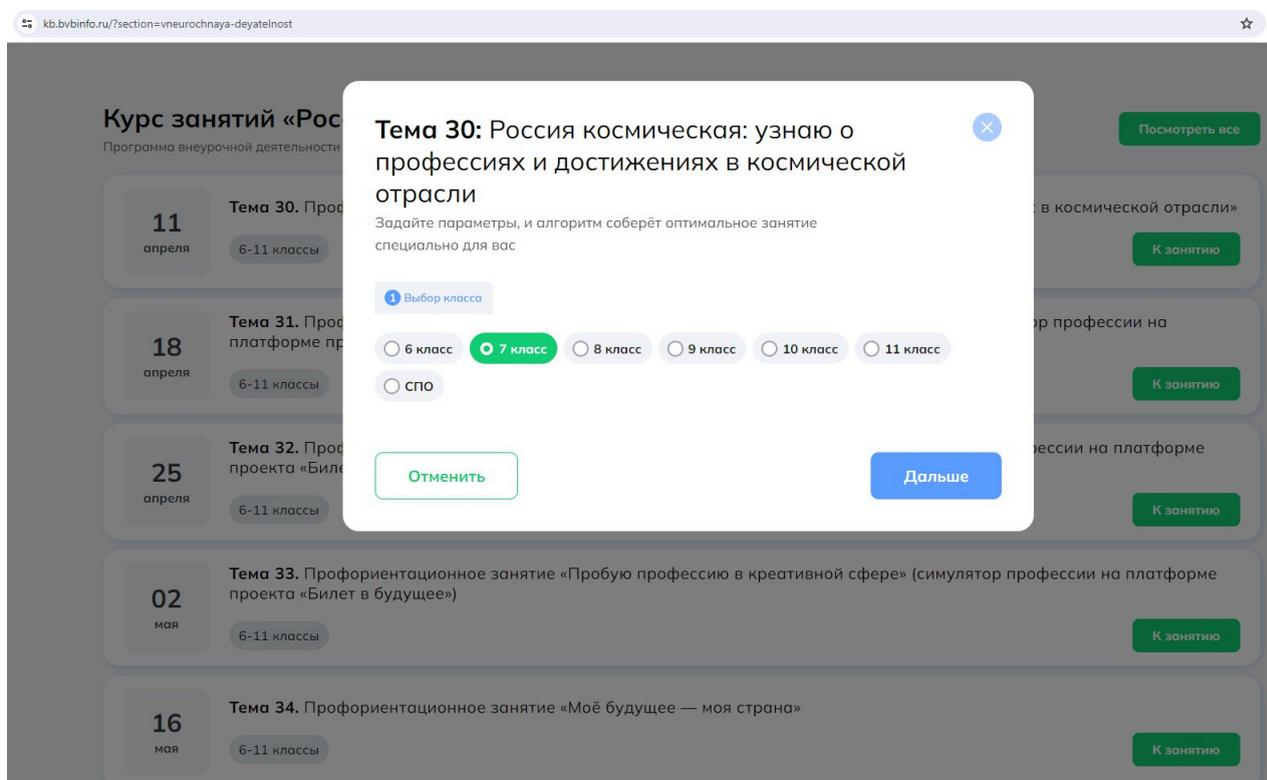 kb.bvbinfo.ru/?section=vneurochnaya-deyatelnost
Курс занятий «Рос
Программа внеурочной деятельности
Посмотреть все
Тема 30: Россия космическая: узнаю о
профессиях и достижениях в космической
отрасли
Задайте параметры, и алгоритм соберёт оптимальное занятие
специально для вас
1 Выбор класса
6 класс
7 класс
8 класс
9 класс
10 класс
11 класс
СПО
Отменить
Дальше
11
апреля
Тема 30. Проф
в космической отрасли»
6-11 классы
К занятию
18
апреля
Тема 31. Проф
ор профессии на
платформе пр
6-11 классы
К занятию
25
апреля
Тема 32. Проф
ессии на платформе
проекта «Биле
6-11 классы
К занятию
02
мая
Тема 33. Профориентационное занятие «Пробую профессию в креативной сфере» (симулятор профессии на платформе
проекта «Билет в будущее»)
6-11 классы
К занятию
16
мая
Тема 34. Профориентационное занятие «Моё будущее — моя страна»
6-11 классы
К занятию